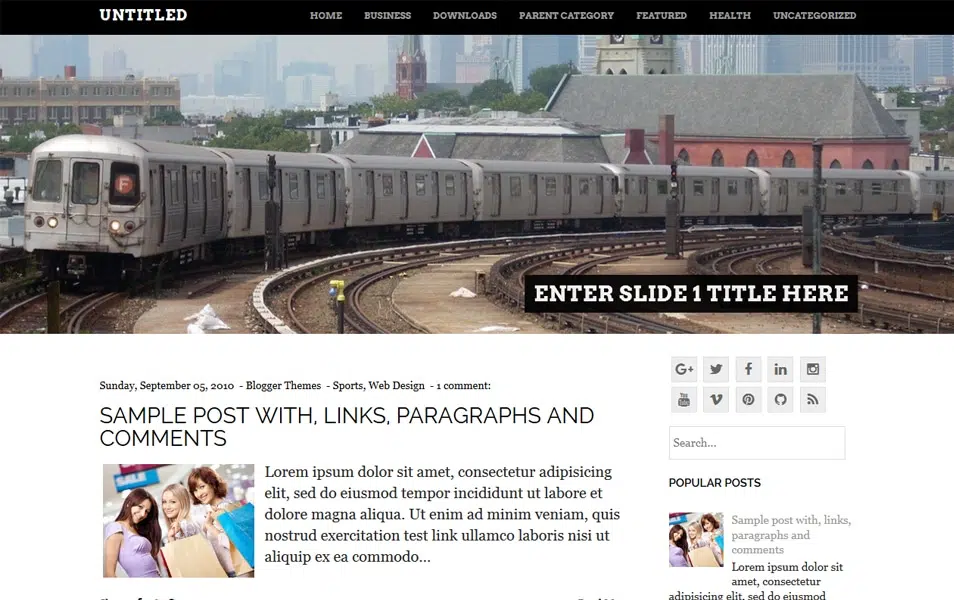 UNTITLED
HOME BUSINESS DOWNLOADS PARENT CATEGORY FEATURED HEALTH UNCATEGORIZED
F
ENTER SLIDE 1 TITLE HERE
Sunday, September 05, 2010 - Blogger Themes - Sports, Web Design - 1 comment:
SAMPLE POST WITH, LINKS, PARAGRAPHS AND
COMMENTS
SALE
Lorem ipsum dolor sit amet, consectetur adipisicing
elit, sed do eiusmod tempor incididunt ut labore et
dolore magna aliqua. Ut enim ad minim veniam, quis
nostrud exercitation test link ullamco laboris nisi ut
aliquip ex ea commodo...
Search...
POPULAR POSTS
Sample post with, links,
paragraphs and
comments
Lorem ipsum dolor sit
amet, consectetur
adipisicing elit, sed do eiusmod